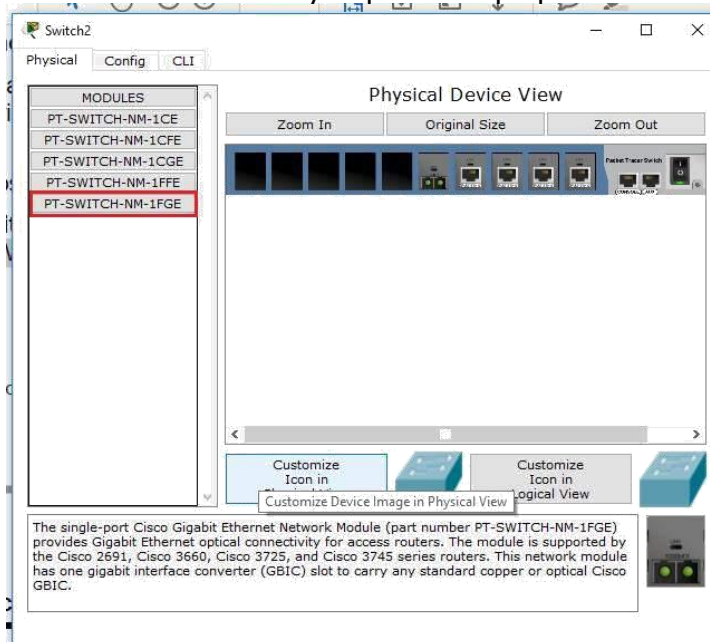 Switch2
Physical Config CLI
MODULES
PT-SWITCH-NM-1CE
PT-SWITCH-NM-1CFE
PT-SWITCH-NM-1CGE
PT-SWITCH-NM-1FFE
PT-SWITCH-NM-1FGE
Physical Device View
Zoom In Original Size Zoom Out
Packet Tracer Switch
Customize
Icon in
Customize
Icon in
Logical View
Customize Device Image in Physical View
The single-port Cisco Gigabit Ethernet Network Module (part number PT-SWITCH-NM-1FGE)
provides Gigabit Ethernet optical connectivity for access routers. The module is supported by
the Cisco 2691, Cisco 3660, Cisco 3725, and Cisco 3745 series routers. This network module
has one gigabit interface converter (GBIC) slot to carry any standard copper or optical Cisco
GBIC.